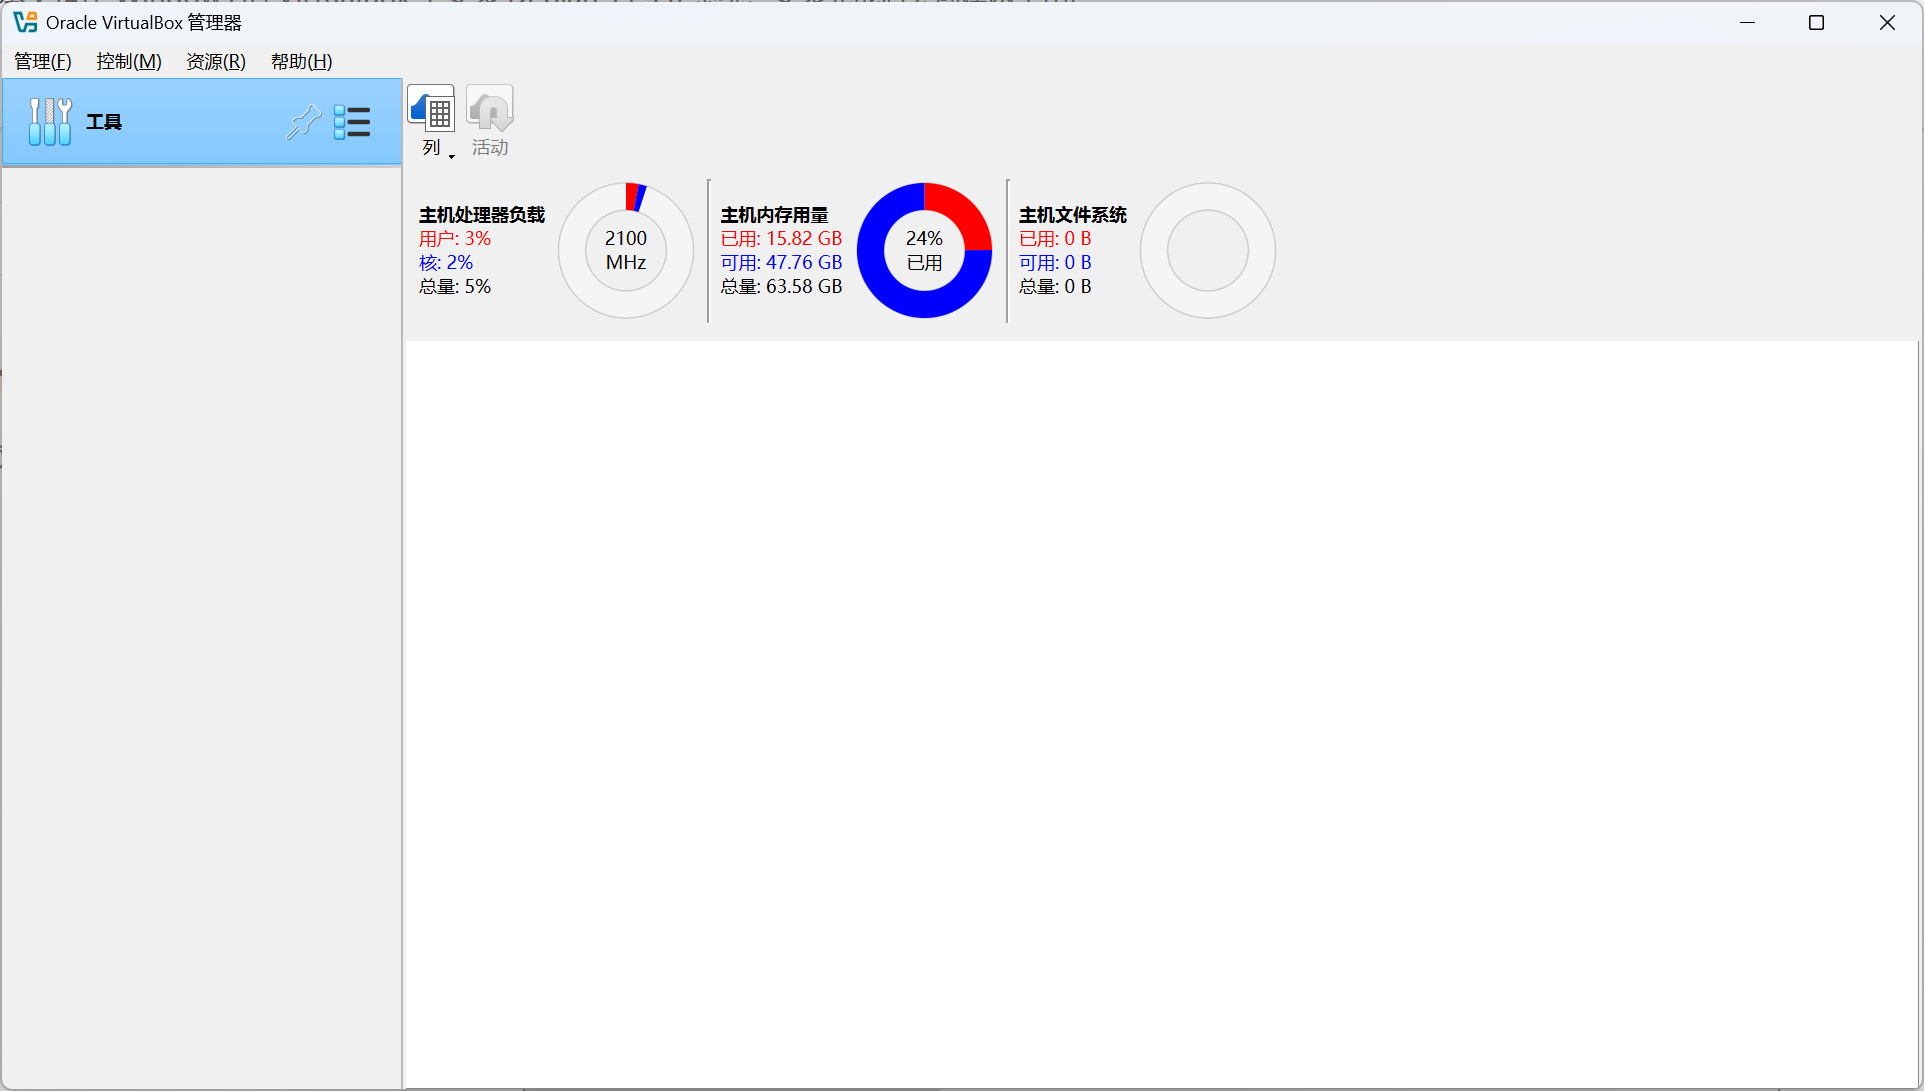 Oracle VirtualBox 管理器
管理(F) 控制(M) 资源(R) 帮助(H)
工具
列 活动
主机处理器负载
用户: 3%
核: 2%
总量: 5%
2100
MHz
主机内存用量
已用: 15.82 GB
可用: 47.76 GB
总量: 63.58 GB
24%
已用
主机文件系统
已用: 0 B
可用: 0 B
总量: 0 B